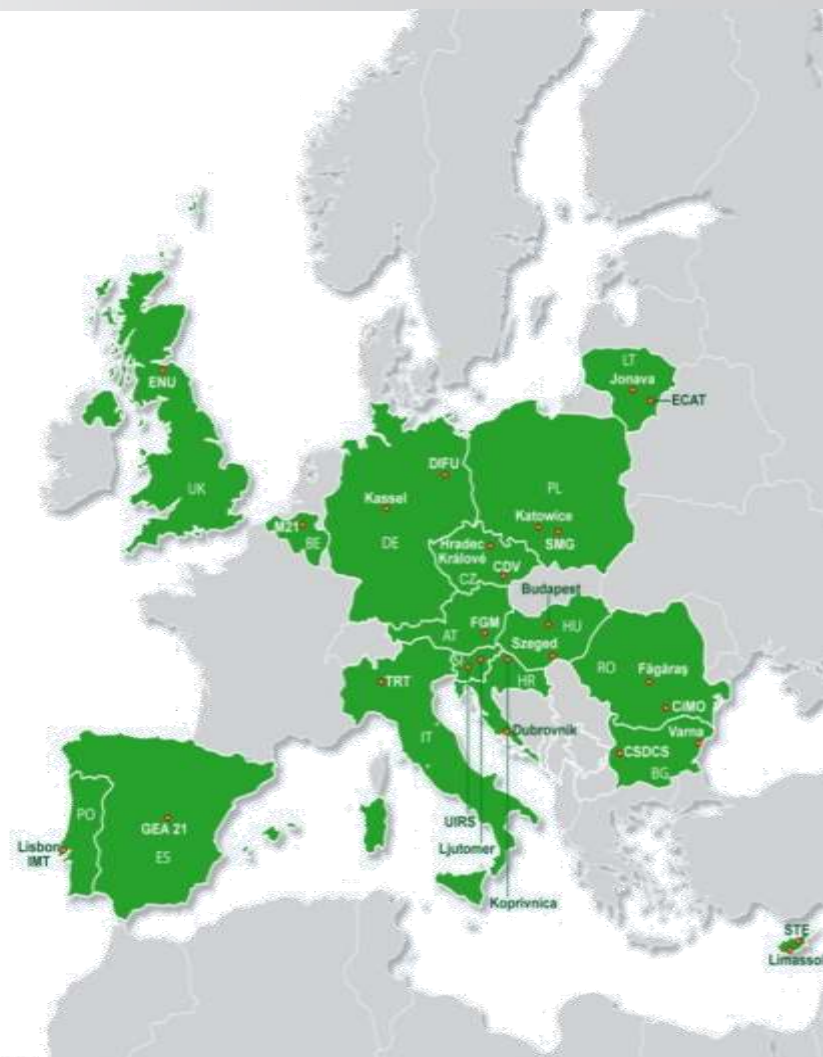 LT
Jonava
ECAT
ENU
UK
DIFU
Kassel
PL
M21
BE
DE
Katowice
SMG
Hradec
Králové
CDV
CZ
Budapest
FGM
AT
HU
Szeged
SI
HR
RO
Făgăraș
TRT
CiMO
Varna
Dubrovnik
IT
CSDCS
BG
PO
GEA 21
ES
Lisbon
IMT
UIRS
Ljutomer
Koprivnica
STE
Limassol